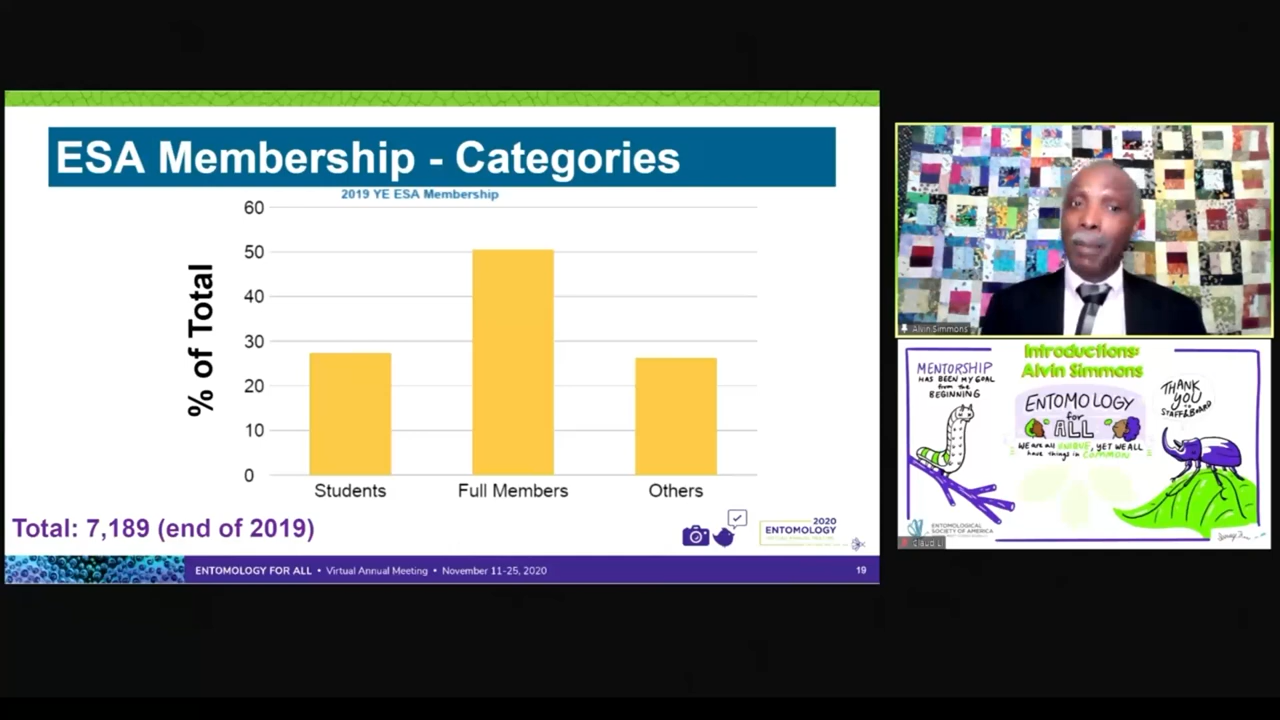 ESA Membership - Categories
2019 YE ESA Membership
60
50
40
30
20
10
0
% of Total
Students
Full Members
Others
Total: 7,189 (end of 2019)
2020
ENTOMOLOGY
ENTOMOLOGY FOR ALL • Virtual Annual Meeting • November 11-25, 2020
19
Alvin Simmons
Introductions:
Alvin Simmons
MENTORSHIP
HAS BEEN MY GOAL
from the
BEGINNING
ENTOMOLOGY
for
ALL
WE are all UNIQUE, YET WE ALL
have things in COMMON
THANK
YOU
STAFF & BOARD
ENTOMOLOGICAL
SOCIETY OF AMERICA
Claud Li